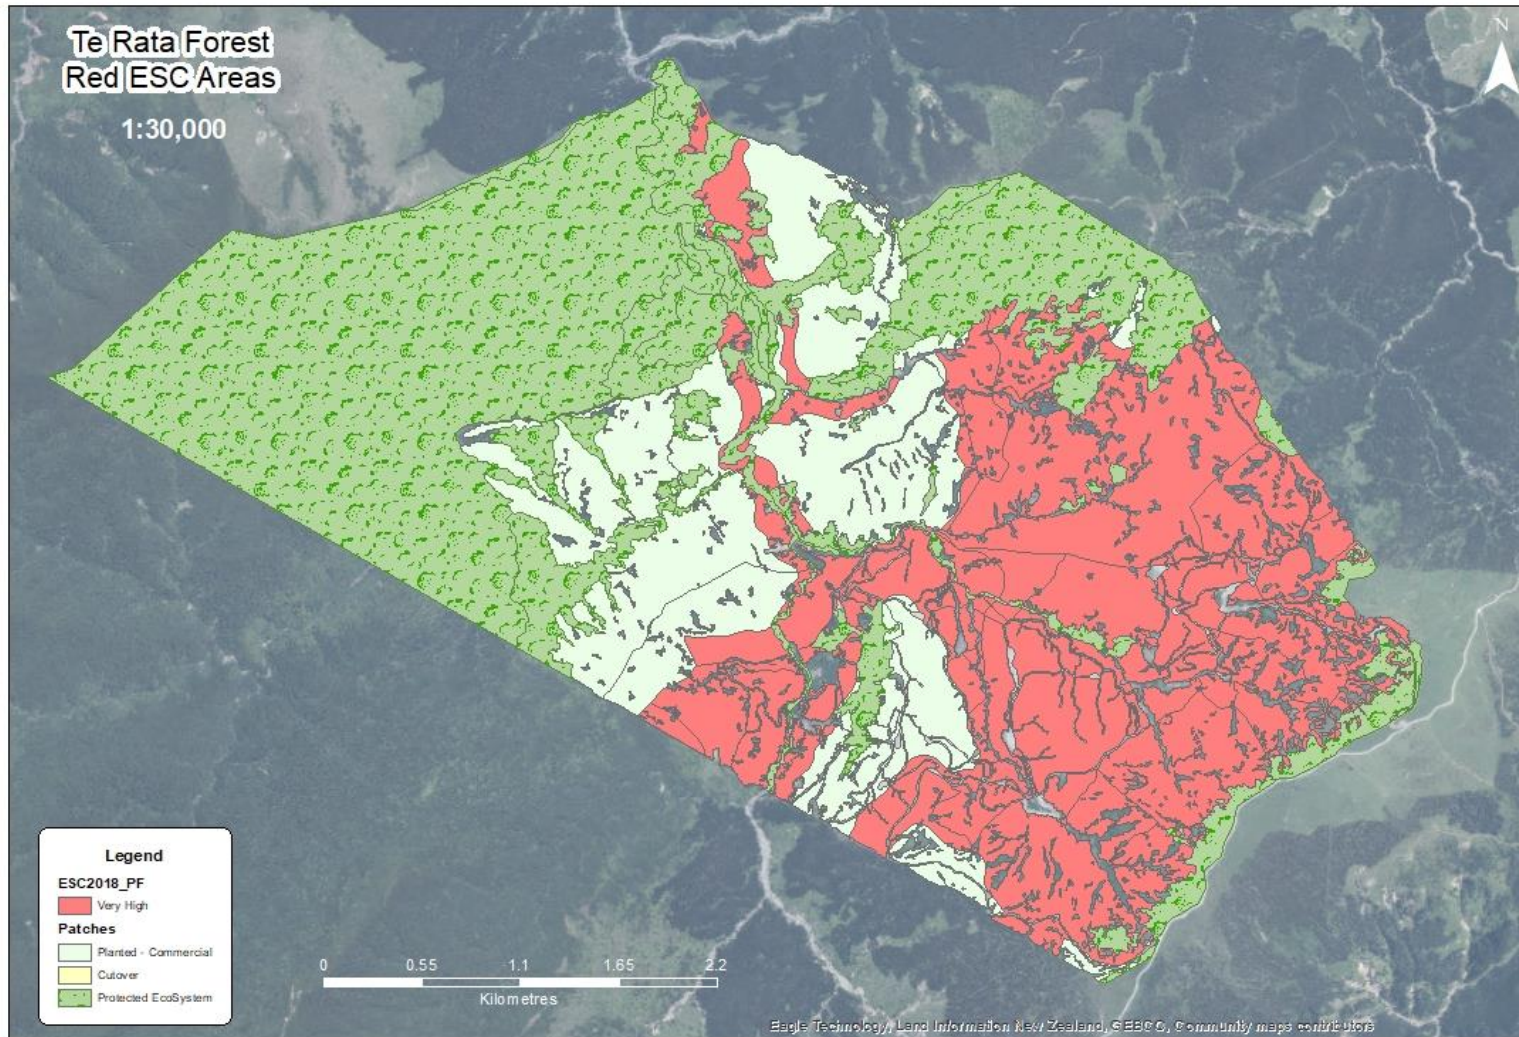 Te Rata Forest
Red ESC Areas
1:30,000
N
Legend
ESC2018_PF
Very High
Patches
Planted - Commercial
Cutover
Protected EcoSystem
0 0.55 1.1 1.65 2.2
Kilometres
Eagle Technology, Land Information New Zealand, GEBCO, Community maps contributors